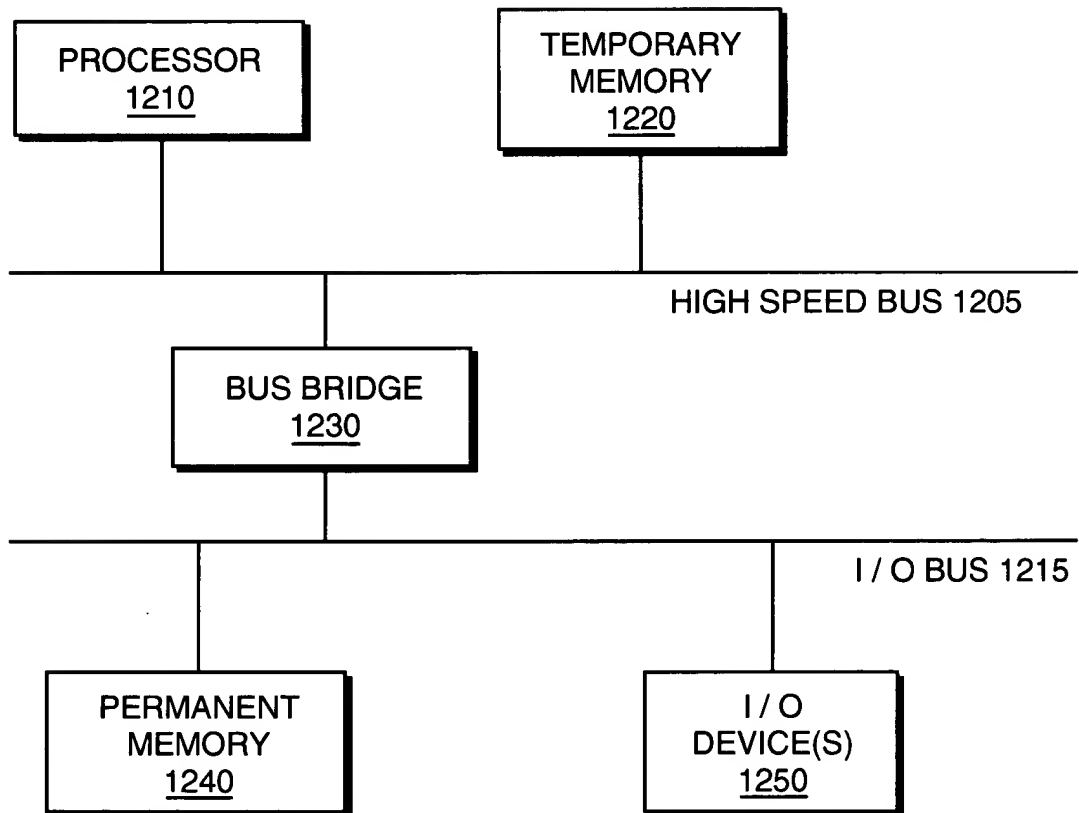 PROCESSOR
1210
TEMPORARY
MEMORY
1220
HIGH SPEED BUS 1205
BUS BRIDGE
1230
I / O BUS 1215
PERMANENT
MEMORY
1240
I / O
DEVICE(S)
1250